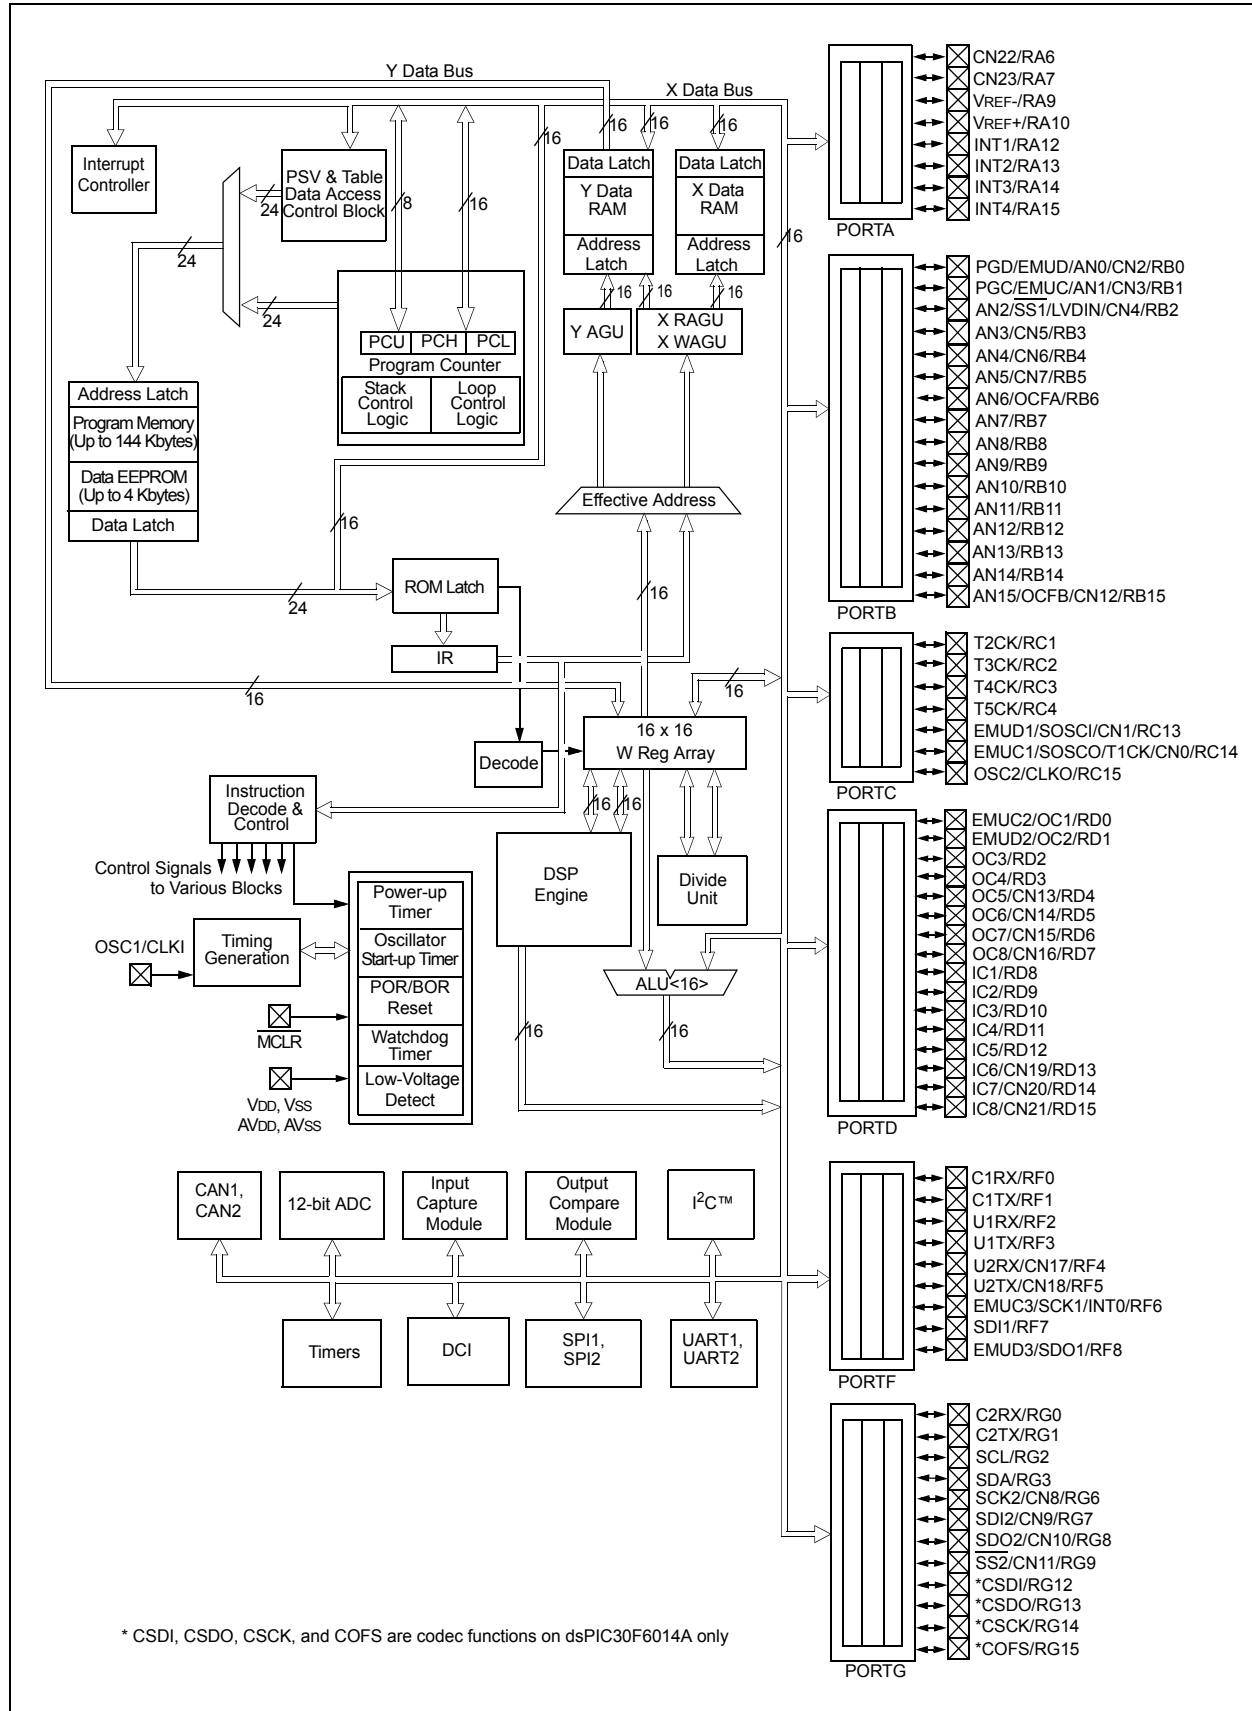 Y Data Bus
X Data Bus
16
16
16
16
16
Interrupt
Controller
PSV & Table
Data Access
Control Block
24
8
16
24
24
Data Latch
Y Data
RAM
Address
Latch
Data Latch
X Data
RAM
Address
Latch
16
16
16
16
Y AGU
X RAGU
X WAGU
PCU
PCH
PCL
Program Counter
Stack
Control
Logic
Loop
Control
Logic
Address Latch
Program Memory
(Up to 144 Kbytes)
Data EEPROM
(Up to 4 Kbytes)
Data Latch
Effective Address
16
24
ROM Latch
16
IR
16
16
16 x 16
W Reg Array
Decode
Instruction
Decode &
Control
16
16
Control Signals
to Various Blocks
DSP
Engine
Divide
Unit
Power-up
Timer
Oscillator
Start-up Timer
POR/BOR
Reset
Watchdog
Timer
Low-Voltage
Detect
OSC1/CLKI
Timing
Generation
MCLR
VDD, VSS
AVDD, AVSS
ALU<16>
16
16
CAN1,
CAN2
12-bit ADC
Input
Capture
Module
Output
Compare
Module
I2C™
Timers
DCI
SPI1,
SPI2
UART1,
UART2
CN22/RA6
CN23/RA7
VREF-/RA9
VREF+/RA10
INT1/RA12
INT2/RA13
INT3/RA14
INT4/RA15
PORTA
PGD/EMUD/AN0/CN2/RB0
PGC/EMUC/AN1/CN3/RB1
AN2/SS1/LVDIN/CN4/RB2
AN3/CN5/RB3
AN4/CN6/RB4
AN5/CN7/RB5
AN6/OCFA/RB6
AN7/RB7
AN8/RB8
AN9/RB9
AN10/RB10
AN11/RB11
AN12/RB12
AN13/RB13
AN14/RB14
AN15/OCFB/CN12/RB15
PORTB
T2CK/RC1
T3CK/RC2
T4CK/RC3
T5CK/RC4
EMUD1/SOSCI/CN1/RC13
EMUC1/SOSCO/T1CK/CN0/RC14
OSC2/CLKO/RC15
PORTC
EMUC2/OC1/RD0
EMUD2/OC2/RD1
OC3/RD2
OC4/RD3
OC5/CN13/RD4
OC6/CN14/RD5
OC7/CN15/RD6
OC8/CN16/RD7
IC1/RD8
IC2/RD9
IC3/RD10
IC4/RD11
IC5/RD12
IC6/CN19/RD13
IC7/CN20/RD14
IC8/CN21/RD15
PORTD
C1RX/RF0
C1TX/RF1
U1RX/RF2
U1TX/RF3
U2RX/CN17/RF4
U2TX/CN18/RF5
EMUC3/SCK1/INT0/RF6
SDI1/RF7
EMUD3/SDO1/RF8
PORTF
C2RX/RG0
C2TX/RG1
SCL/RG2
SDA/RG3
SCK2/CN8/RG6
SDI2/CN9/RG7
SDO2/CN10/RG8
SS2/CN11/RG9
*CSDI/RG12
*CSDO/RG13
*CSCK/RG14
*COFS/RG15
PORTG
* CSDI, CSDO, CSCK, and COFS are codec functions on dsPIC30F6014A only